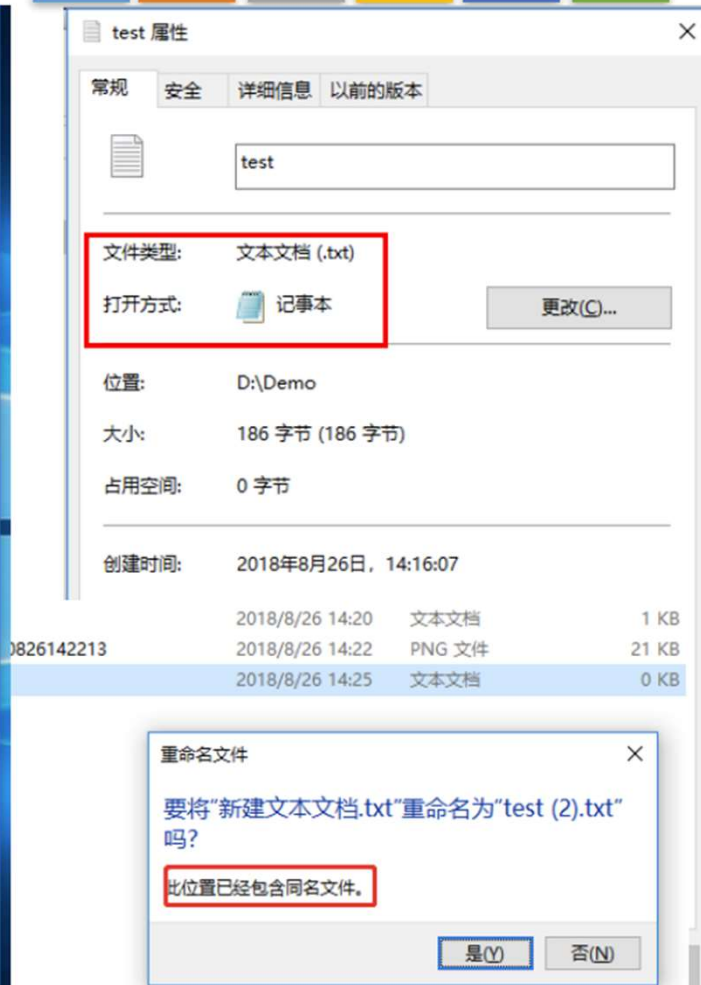 test 属性
常规 安全 详细信息 以前的版本
test
文件类型: 文本文档 (.txt)
打开方式: 记事本 更改(C)...
位置: D:\Demo
大小: 186 字节 (186 字节)
占用空间: 0 字节
创建时间: 2018年8月26日，14:16:07
2018/8/26 14:20 文本文档 1 KB
0826142213 2018/8/26 14:22 PNG 文件 21 KB
2018/8/26 14:25 文本文档 0 KB
重命名文件
要将“新建文本文档.txt”重命名为“test (2).txt”
吗?
此位置已经包含同名文件。
是(Y) 否(N)